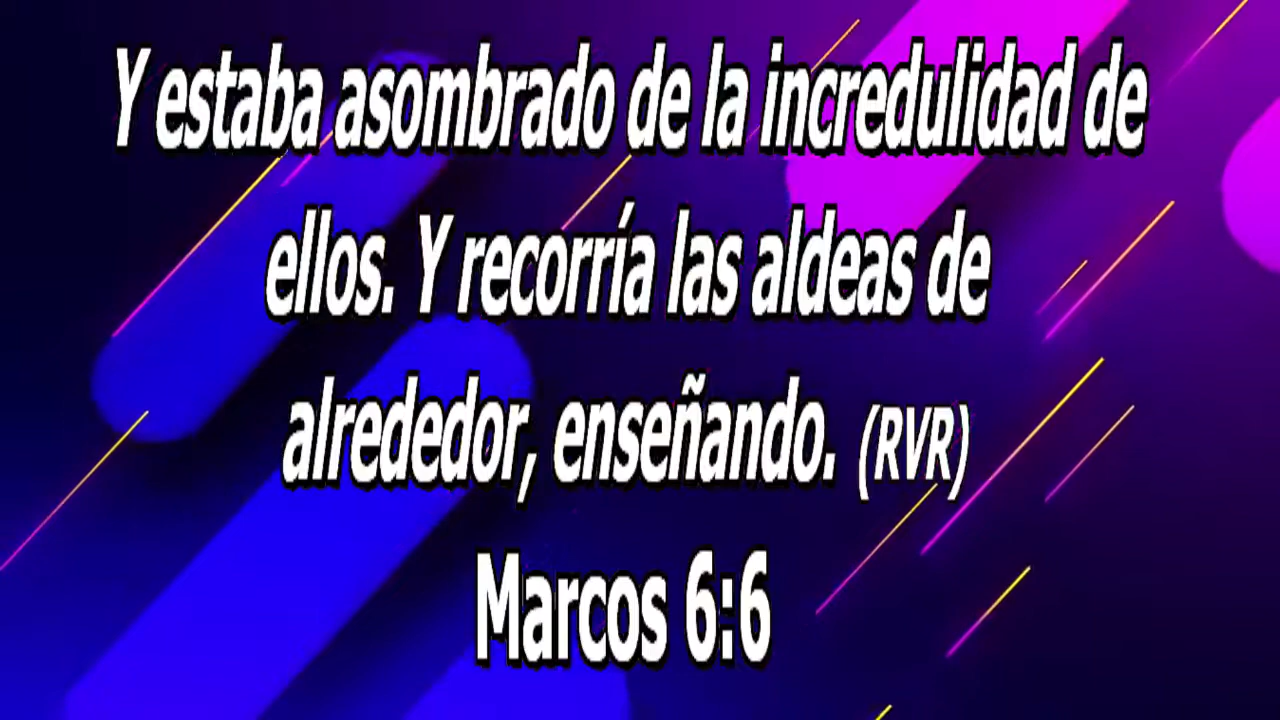 Y estaba asombrado de la incredulidad de
ellos. Y recorría las aldeas de
alrededor, enseñando. (RVR)
Marcos 6:6